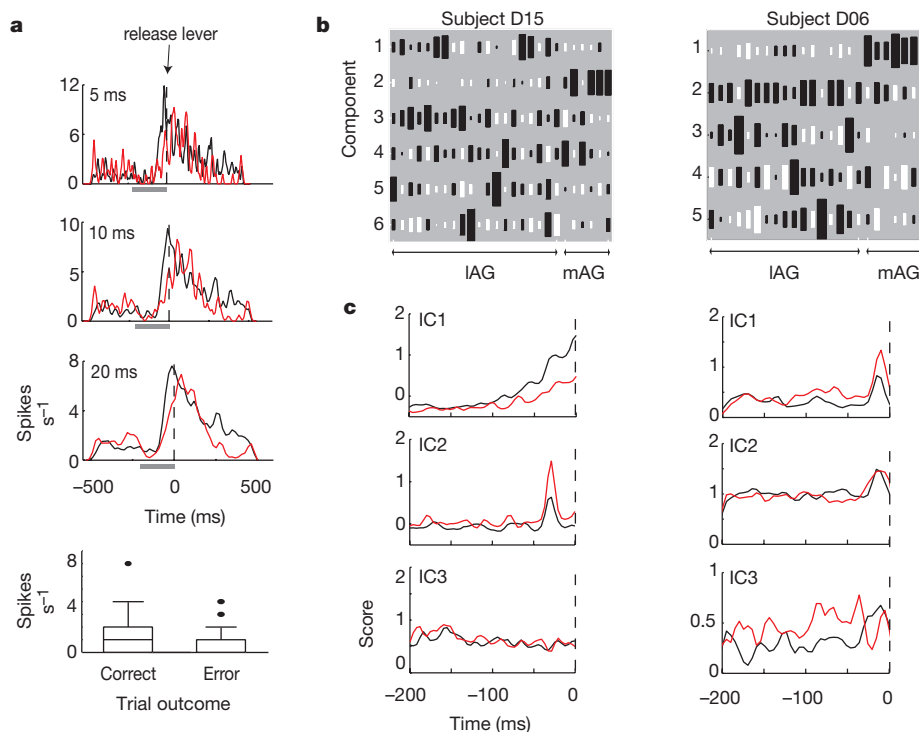 a
release lever
12
5 ms
6
0
10
10 ms
5
0
8
20 ms
4
0
Spikes s⁻¹
−500
0
500
Time (ms)
8
4
0
Spikes s⁻¹
Correct
Error
Trial outcome
b
Subject D15
Subject D06
Component
1
2
3
4
5
6
1
2
3
4
5
lAG
mAG
lAG
mAG
c
IC1
2
1
0
IC1
2
1
0
IC2
2
1
0
IC2
2
1
0
IC3
2
1
0
IC3
1
0.5
0
Score
−200
−100
0
Time (ms)
−200
−100
0